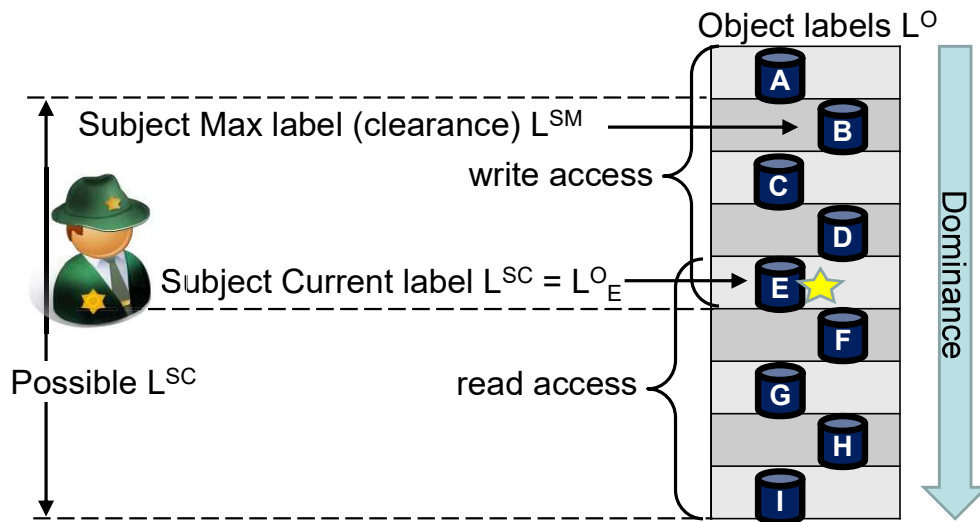 Object labels L^O
A
Subject Max label (clearance) L^SM
B
write access
C
D
Subject Current label L^SC = L^O_E
E
F
Possible L^SC
read access
G
H
I
Dominance